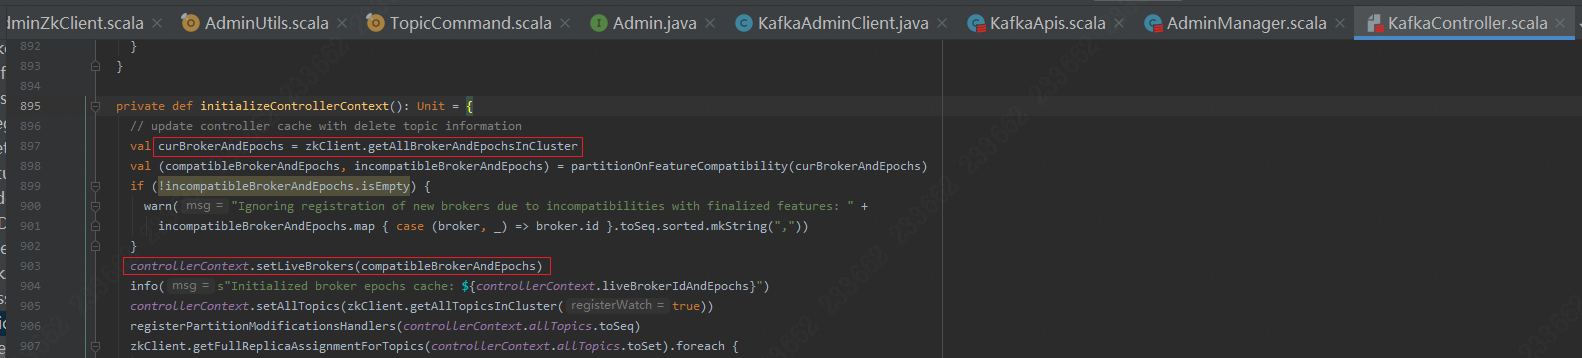 dminZkClient.scala AdminUtils.scala TopicCommand.scala Admin.java KafkaAdminClient.java KafkaApis.scala AdminManager.scala KafkaController.scala
892 }
893 }
894
895 private def initializeControllerContext(): Unit = {
896 // update controller cache with delete topic information
897 val curBrokerAndEpochs = zkClient.getAllBrokerAndEpochsInCluster
898 val (compatibleBrokerAndEpochs, incompatibleBrokerAndEpochs) = partitionOnFeatureCompatibility(curBrokerAndEpochs)
899 if (!incompatibleBrokerAndEpochs.isEmpty) {
900 warn( msg = "Ignoring registration of new brokers due to incompatibilities with finalized features: " +
901 incompatibleBrokerAndEpochs.map { case (broker, _) => broker.id }.toSeq.sorted.mkString(","))
902 }
903 controllerContext.setLiveBrokers(compatibleBrokerAndEpochs)
904 info( msg = s"Initialized broker epochs cache: ${controllerContext.liveBrokerIdAndEpochs}")
905 controllerContext.setAllTopics(zkClient.getAllTopicsInCluster( registerWatch = true))
906 registerPartitionModificationsHandlers(controllerContext.allTopics.toSeq)
907 zkClient.getFullReplicaAssignmentForTopics(controllerContext.allTopics.toSet).foreach {